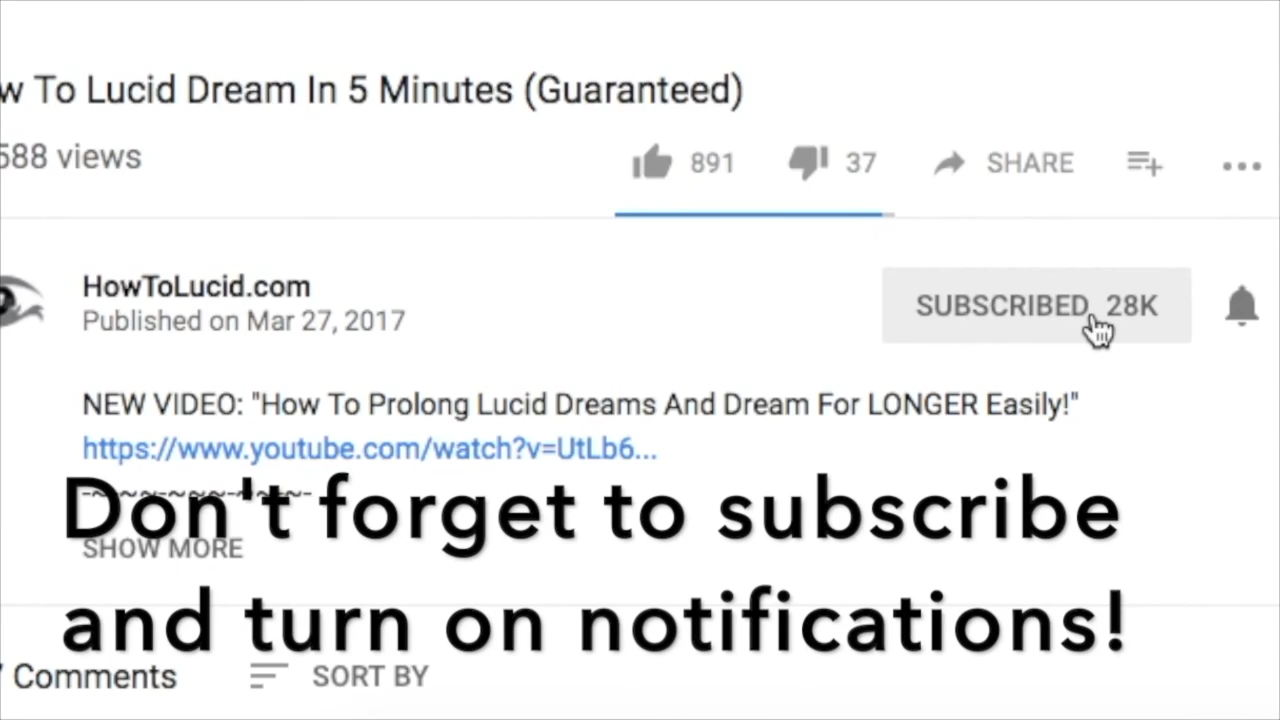 w To Lucid Dream In 5 Minutes (Guaranteed)
588 views
891 37 SHARE
HowToLucid.com
Published on Mar 27, 2017
SUBSCRIBED 28K
NEW VIDEO: "How To Prolong Lucid Dreams And Dream For LONGER Easily!"
https://www.youtube.com/watch?v=UtLb6...
Don't forget to subscribe
SHOW MORE
and turn on notifications!
Comments SORT BY